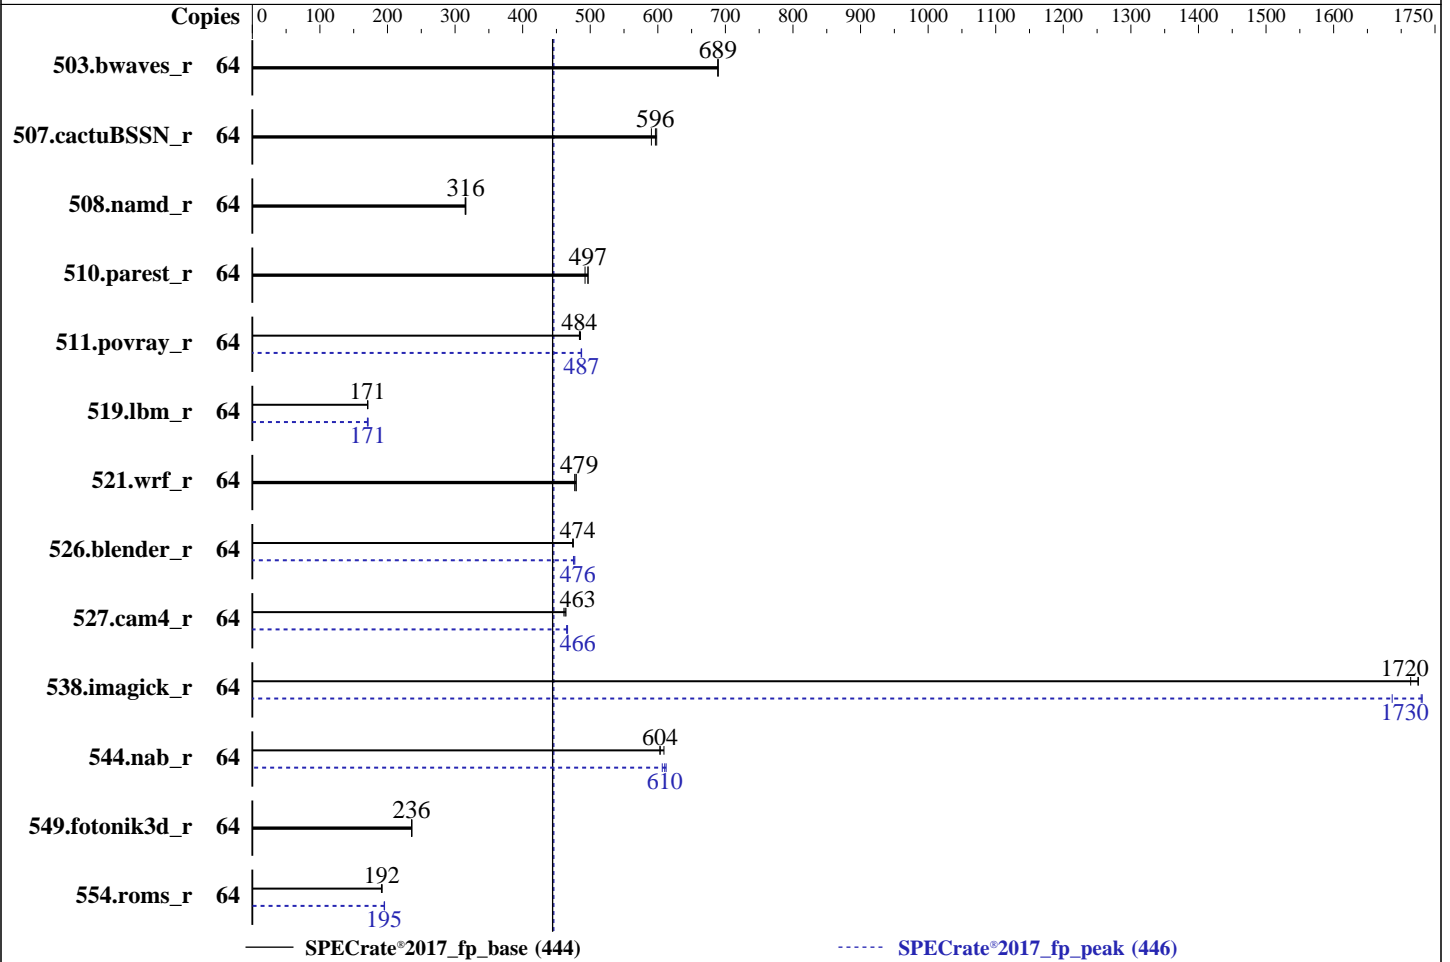 Copies 0 100 200 300 400 500 600 700 800 900 1000 1100 1200 1300 1400 1500 1600 1750
503.bwaves_r 64 689
507.cactuBSSN_r 64 596
508.namd_r 64 316
510.parest_r 64 497
511.povray_r 64 484
487
519.lbm_r 64 171
171
521.wrf_r 64 479
526.blender_r 64 474
476
527.cam4_r 64 463
466
538.imagick_r 64 1720
1730
544.nab_r 64 604
610
549.fotonik3d_r 64 236
554.roms_r 64 192
195
SPECrate®2017_fp_base (444) SPECrate®2017_fp_peak (446)